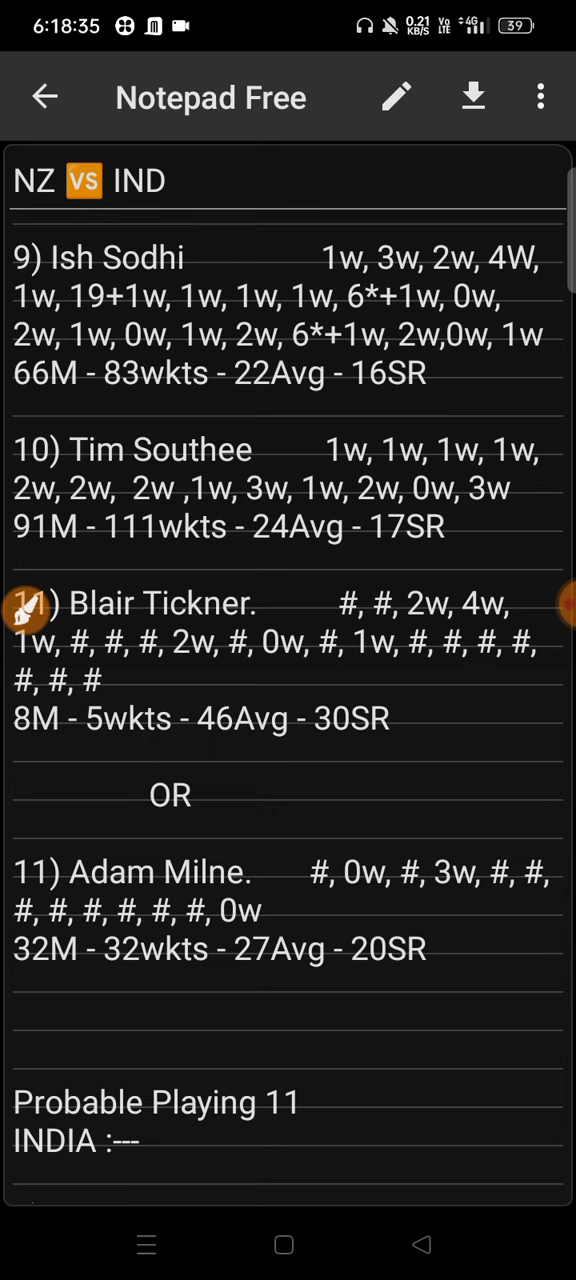 6:18:35 0.21 KB/S Vo LTE 4G 39
Notepad Free
NZ VS IND
9) Ish Sodhi 1w, 3w, 2w, 4W,
1w, 19+1w, 1w, 1w, 1w, 6*+1w, 0w,
2w, 1w, 0w, 1w, 2w, 6*+1w, 2w,0w, 1w
66M - 83wkts - 22Avg - 16SR
10) Tim Southee 1w, 1w, 1w, 1w,
2w, 2w, 2w ,1w, 3w, 1w, 2w, 0w, 3w
91M - 111wkts - 24Avg - 17SR
11) Blair Tickner. #, #, 2w, 4w,
1w, #, #, #, 2w, #, 0w, #, 1w, #, #, #, #,
#, #, #
8M - 5wkts - 46Avg - 30SR
OR
11) Adam Milne. #, 0w, #, 3w, #, #,
#, #, #, #, #, #, 0w
32M - 32wkts - 27Avg - 20SR
Probable Playing 11
INDIA :---